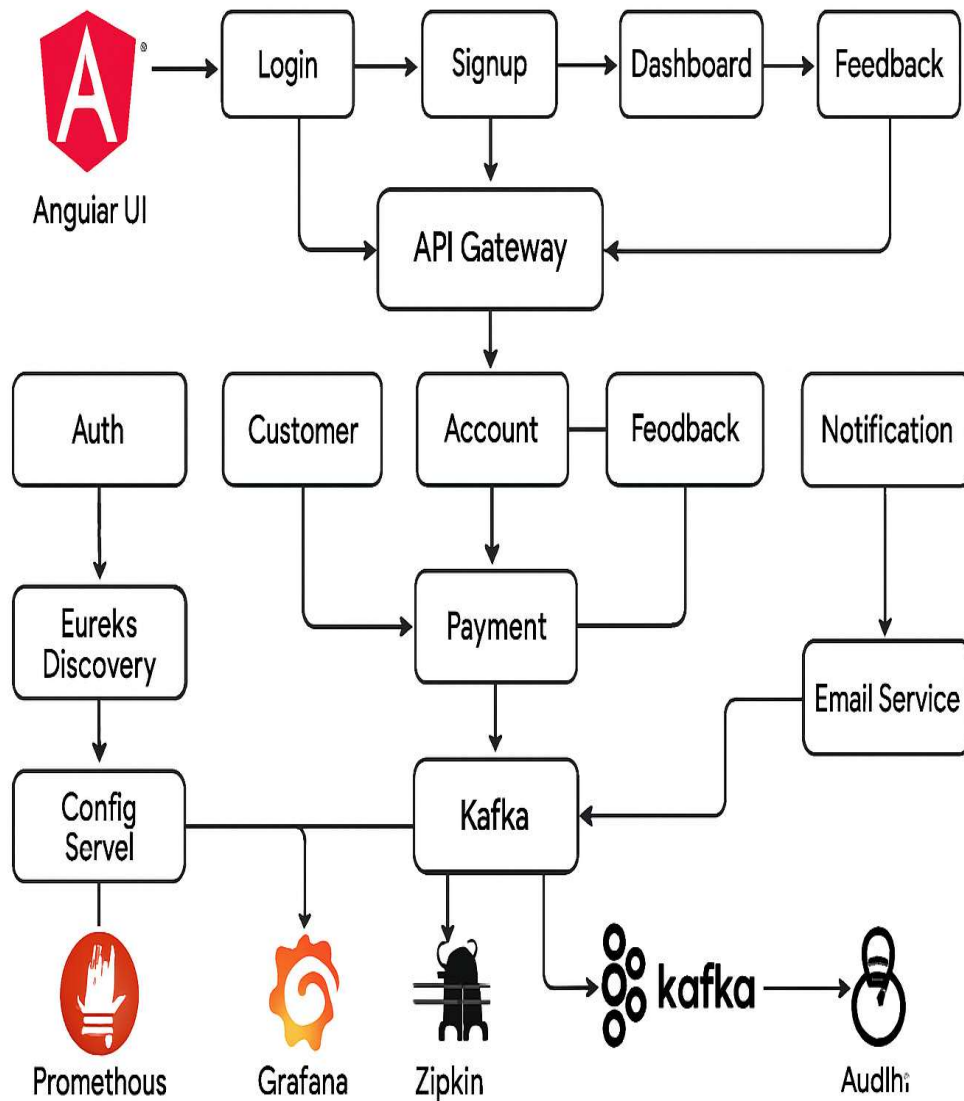 A
Login
Signup
Dashboard
Feedback
Anguiar UI
API Gateway
Auth
Customer
Account
Feodback
Notification
Eureks
Discovery
Payment
Email Service
Config
Servel
Kafka
kafka
Promethous
Grafana
Zipkin